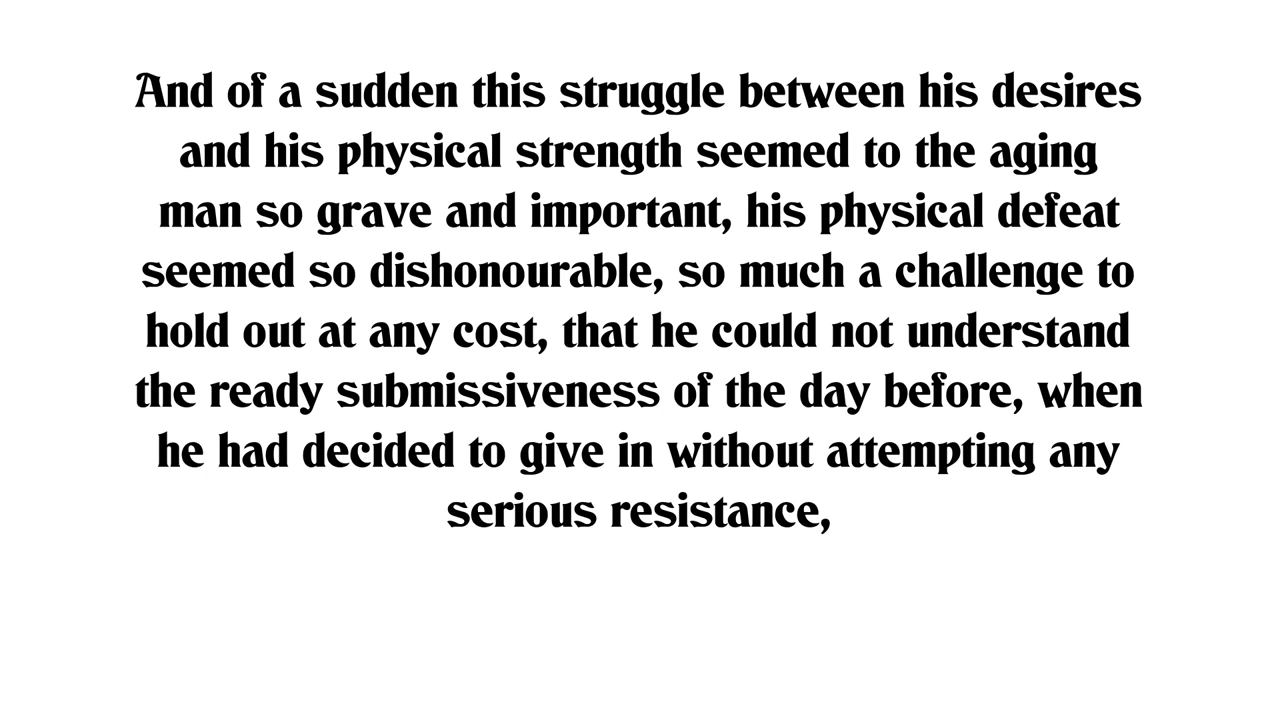 And of a sudden this struggle between his desires
and his physical strength seemed to the aging
man so grave and important, his physical defeat
seemed so dishonourable, so much a challenge to
hold out at any cost, that he could not understand
the ready submissiveness of the day before, when
he had decided to give in without attempting any
serious resistance,